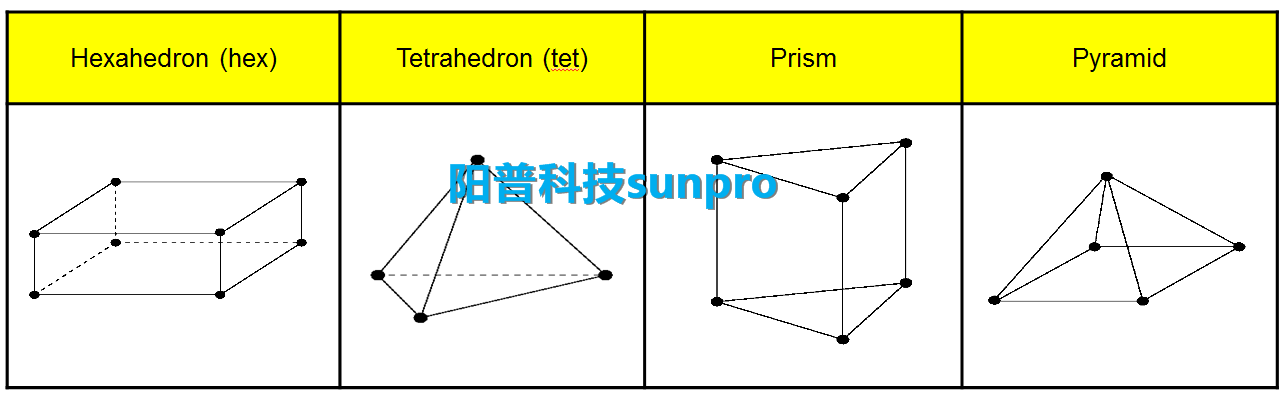 Hexahedron (hex)
Tetrahedron (tet)
Prism
Pyramid
阳普科技sunpro